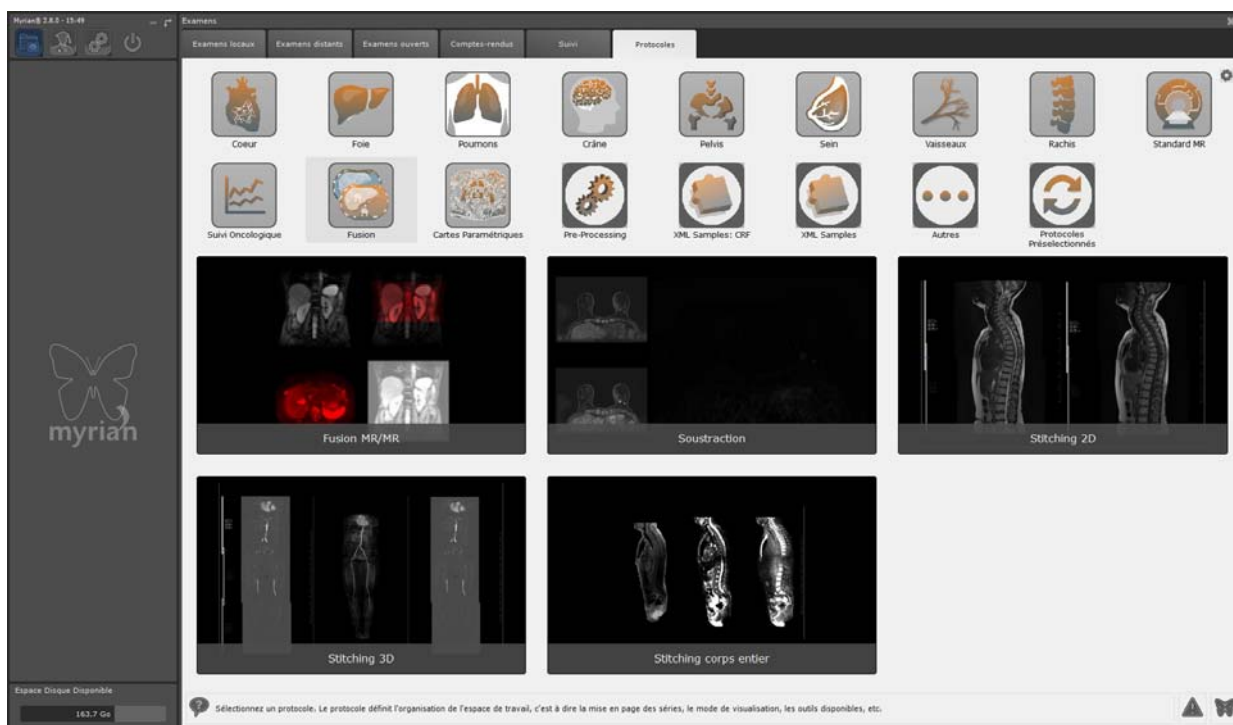 Myrian® 2.8.0 - 15:49
Examens
Examens locaux
Examens distants
Examens ouverts
Comptes-rendus
Suivi
Protocoles
Coeur
Foie
Poumons
Crâne
Pelvis
Sein
Vaisseaux
Rachis
Standard MR
Suivi Oncologique
Fusion
Cartes Paramétriques
Pre-Processing
XML Samples: CRF
XML Samples
Autres
Protocoles
Préselectionnés
Fusion MR/MR
Soustraction
Stitching 2D
myrian
Stitching 3D
Stitching corps entier
Espace Disque Disponible
163.7 Go
Sélectionnez un protocole. Le protocole définit l'organisation de l'espace de travail, c'est à dire la mise en page des séries, le mode de visualisation, les outils disponibles, etc.